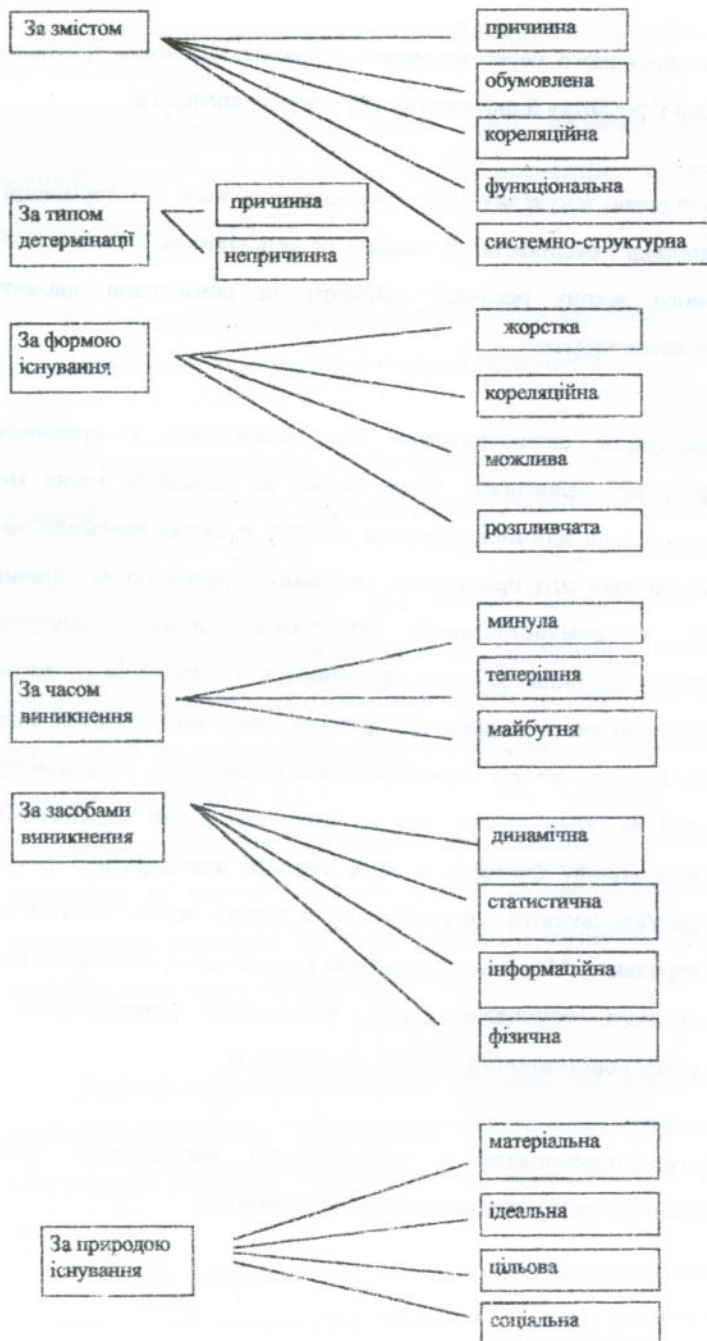 За змістом
причинна
обумовлена
кореляційна
функціональна
системно-структурна
За типом
детермінації
причинна
непричинна
За формою
існування
жорстка
кореляційна
можлива
розпливчата
За часом
виникнення
минула
теперішня
майбутня
За засобами
виникнення
динамічна
статистична
інформаційна
фізична
За природою
існування
матеріальна
ідеальна
цільова
соціальна